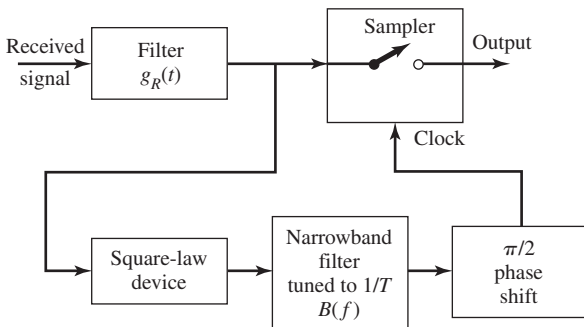 Received
signal
Filter
g_R(t)
Sampler
Output
Clock
Square-law
device
Narrowband
filter
tuned to 1/T
B(f)
π/2
phase
shift